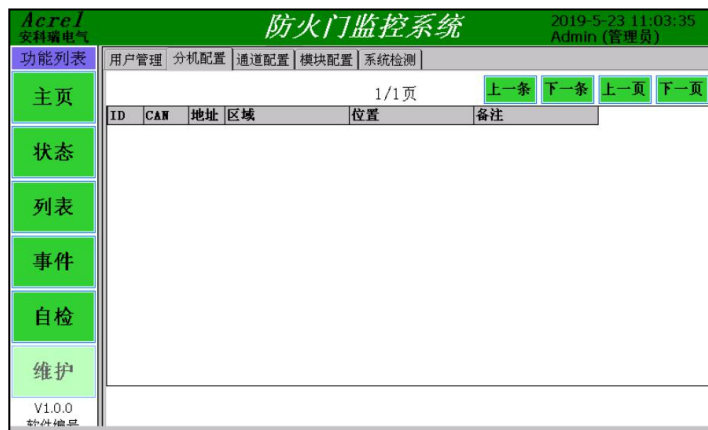 Acrel
安科瑞电气
防火门监控系统
2019-5-23 11:03:35
Admin (管理员)
功能列表
用户管理 分机配置 通道配置 模块配置 系统检测
主页
1/1页
上一条 下一条 上一页 下一页
ID CAN 地址 区域 位置 备注
状态
列表
事件
自检
维护
V1.0.0
软件编号